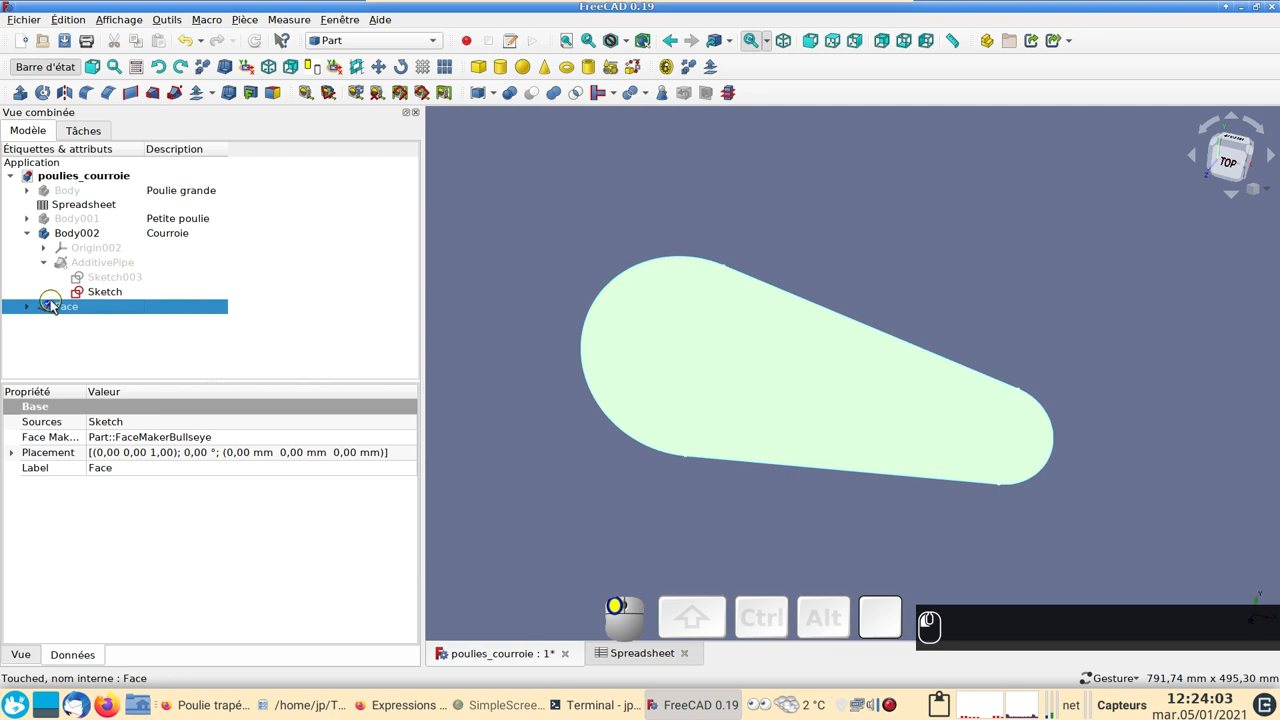 FreeCAD 0.19
Fichier Édition Affichage Outils Macro Pièce Measure Fenêtre Aide
Part
Barre d'état
Vue combinée
Modèle Tâches
Étiquettes & attributs Description
Application
poulies_courroie
Body Poulie grande
Spreadsheet
Body001 Petite poulie
Body002 Courroie
Origin002
AdditivePipe
Sketch003
Sketch
TOP
Propriété Valeur
Base
Sources Sketch
Face Mak... Part::FaceMakerBullseye
Placement [(0,00 0,00 1,00); 0,00 °; (0,00 mm 0,00 mm 0,00 mm)]
Label Face
Ctrl Alt
Vue Données
poulies_courroie : 1* Spreadsheet
Touched, nom interne : Face
Gesture 791,74 mm x 495,30 mm
Poulie trapé... /home/jp/T... Expressions ... SimpleScree... Terminal - jp... FreeCAD 0.19 2 °C net Capteurs 12:24:03
mar.05/01/2021